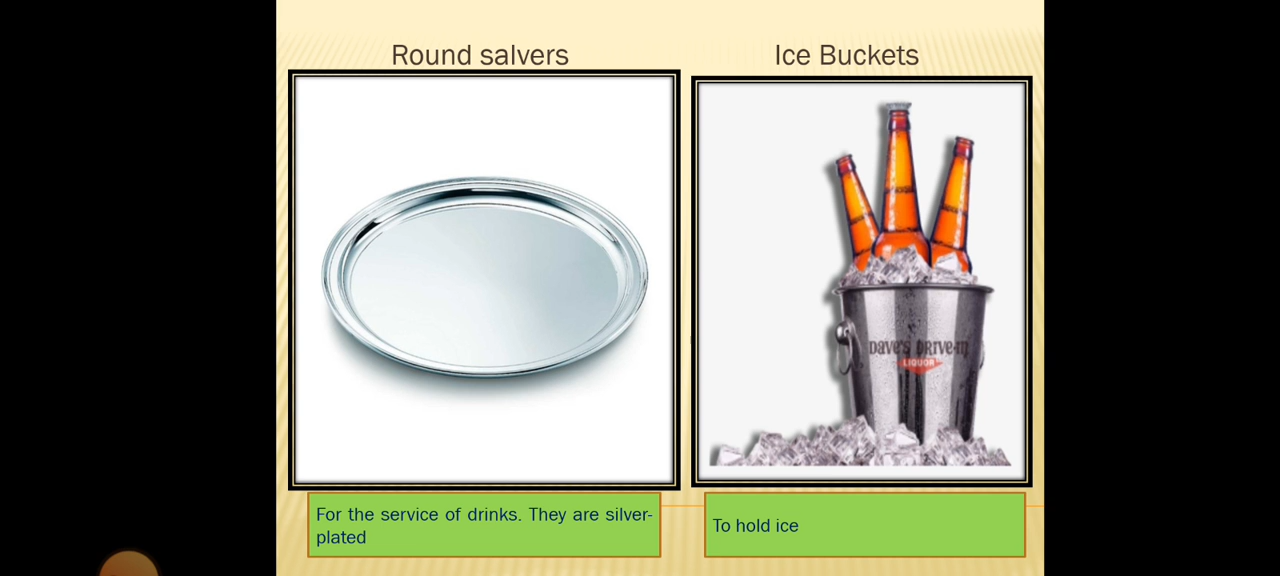 Round salvers
Ice Buckets
DAVE'S DRIVE-IN
LIQUOR
For the service of drinks. They are silver-
plated
To hold ice